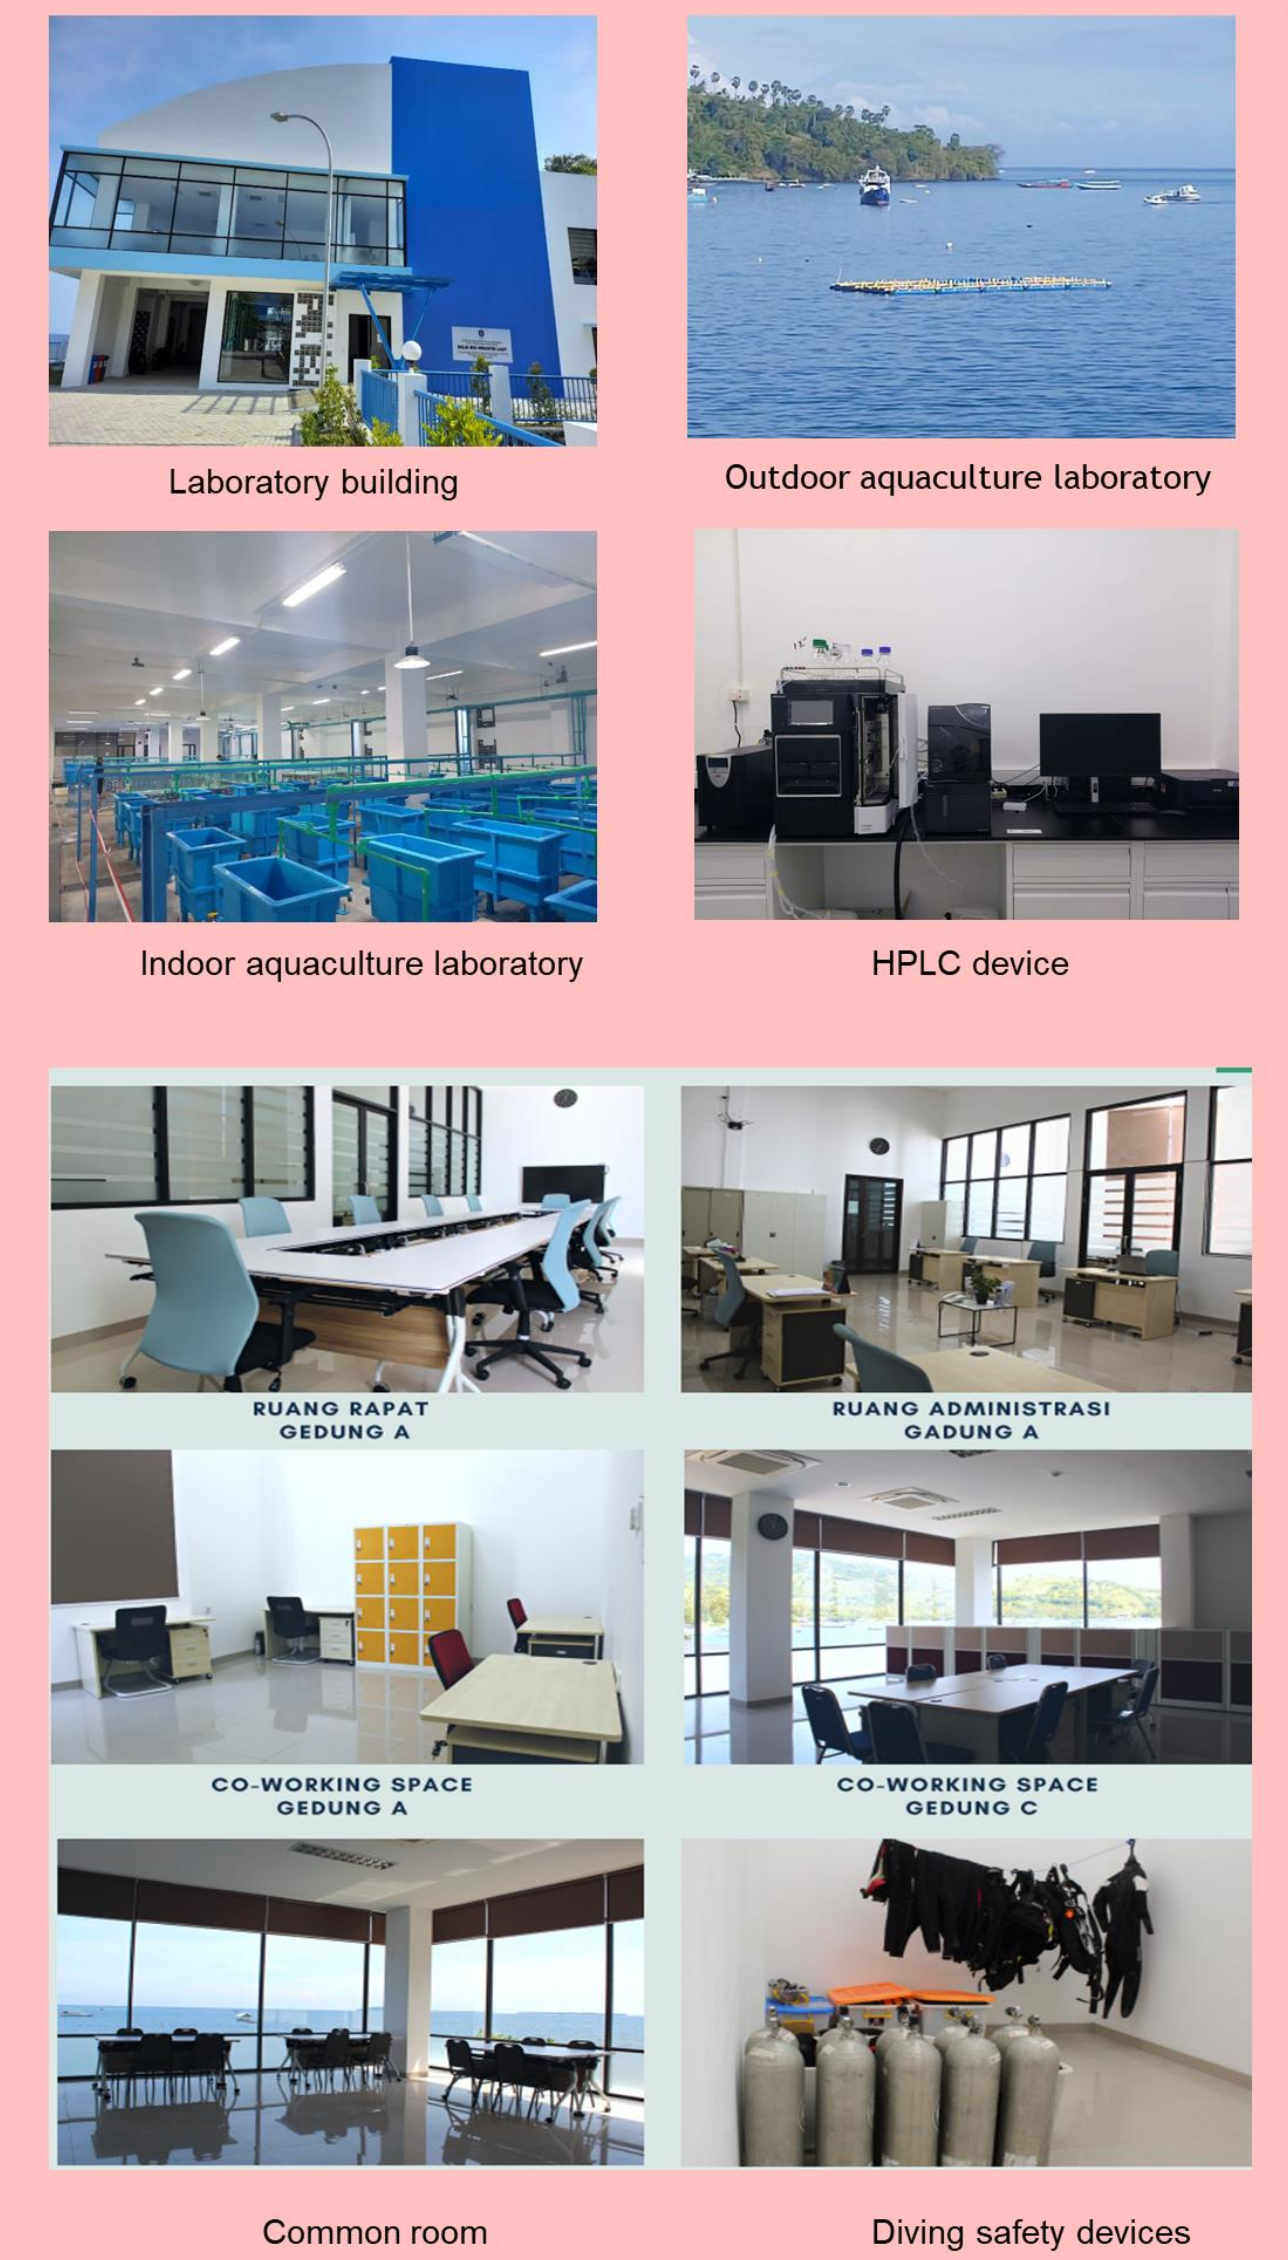 Laboratory building
Outdoor aquaculture laboratory
Indoor aquaculture laboratory
HPLC device
RUANG RAPAT
GEDUNG A
RUANG ADMINISTRASI
GADUNG A
CO-WORKING SPACE
GEDUNG A
CO-WORKING SPACE
GEDUNG C
Common room
Diving safety devices